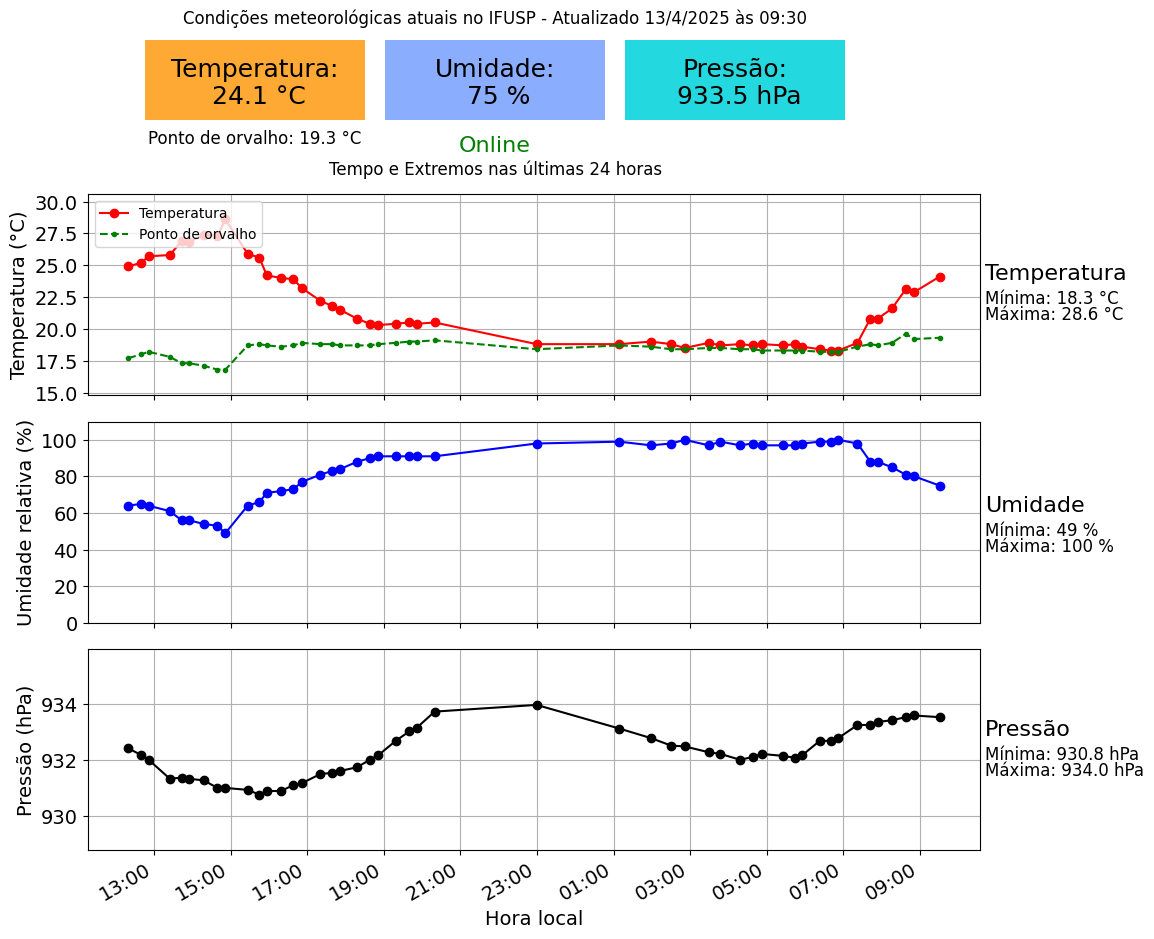 Condições meteorológicas atuais no IFUSP - Atualizado 13/4/2025 às 09:30
Temperatura:
24.1 °C
Umidade:
75 %
Pressão:
933.5 hPa
Ponto de orvalho: 19.3 °C
Online
Tempo e Extremos nas últimas 24 horas
Temperatura (°C)
30.0
27.5
25.0
22.5
20.0
17.5
15.0
Temperatura
Ponto de orvalho
Temperatura
Mínima: 18.3 °C
Máxima: 28.6 °C
Umidade relativa (%)
100
80
60
40
20
0
Umidade
Mínima: 49 %
Máxima: 100 %
Pressão (hPa)
934
932
930
Pressão
Mínima: 930.8 hPa
Máxima: 934.0 hPa
13:00
15:00
17:00
19:00
21:00
23:00
01:00
03:00
05:00
07:00
09:00
Hora local